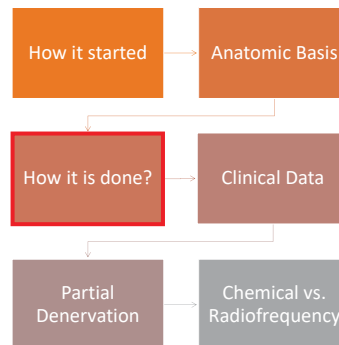 How it started
Anatomic Basis
How it is done?
Clinical Data
Partial
Denervation
Chemical vs.
Radiofrequency